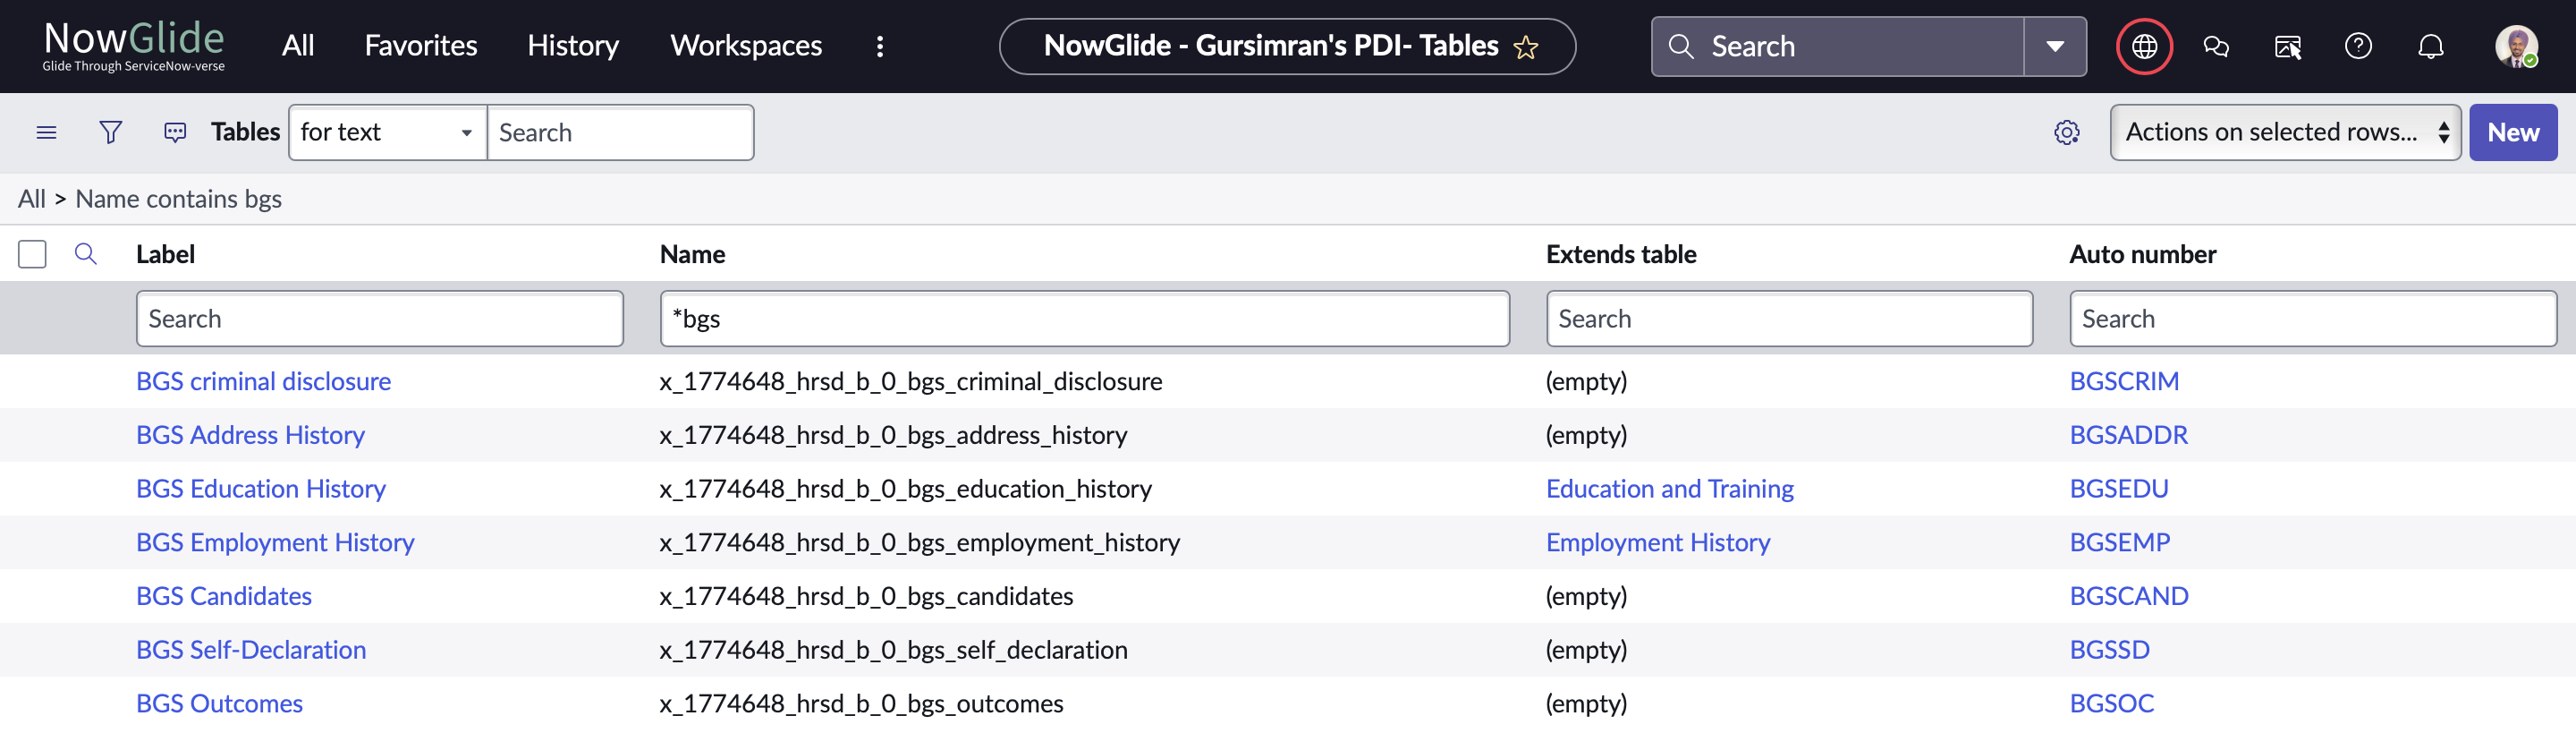 NowGlide
Glide Through ServiceNow-verse
All Favorites History Workspaces NowGlide - Gursimran's PDI- Tables Search
Tables for text Search Actions on selected rows... New
All > Name contains bgs
Label Name Extends table Auto number
Search *bgs Search Search
BGS criminal disclosure x_1774648_hrsd_b_0_bgs_criminal_disclosure (empty) BGSCRIM
BGS Address History x_1774648_hrsd_b_0_bgs_address_history (empty) BGSADDR
BGS Education History x_1774648_hrsd_b_0_bgs_education_history Education and Training BGSEDU
BGS Employment History x_1774648_hrsd_b_0_bgs_employment_history Employment History BGSEMP
BGS Candidates x_1774648_hrsd_b_0_bgs_candidates (empty) BGSCAND
BGS Self-Declaration x_1774648_hrsd_b_0_bgs_self_declaration (empty) BGSSD
BGS Outcomes x_1774648_hrsd_b_0_bgs_outcomes (empty) BGSOC